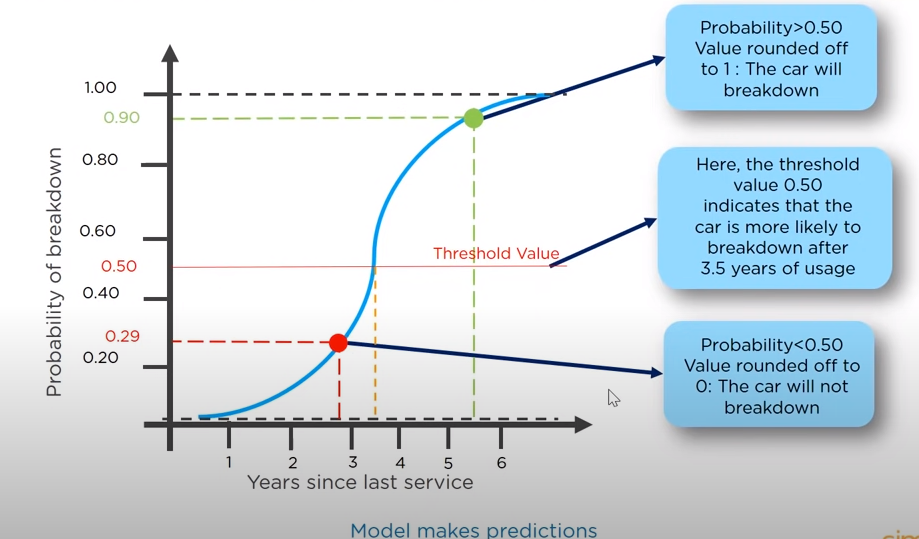 Probability>0.50
Value rounded off
to 1 : The car will
breakdown
1.00
0.90
0.80
0.60
0.50
0.40
0.29
0.20
Probability of breakdown
Threshold Value
Here, the threshold
value 0.50
indicates that the
car is more likely to
breakdown after
3.5 years of usage
Probability<0.50
Value rounded off to
0: The car will not
breakdown
1 2 3 4 5 6
Years since last service
Model makes predictions